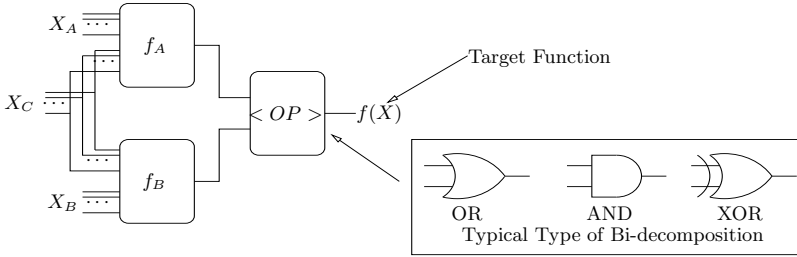 X_A
...
f_A
...
Target Function
X_C
...
< OP >
f(X)
...
f_B
X_B
...
OR
AND
XOR
Typical Type of Bi-decomposition